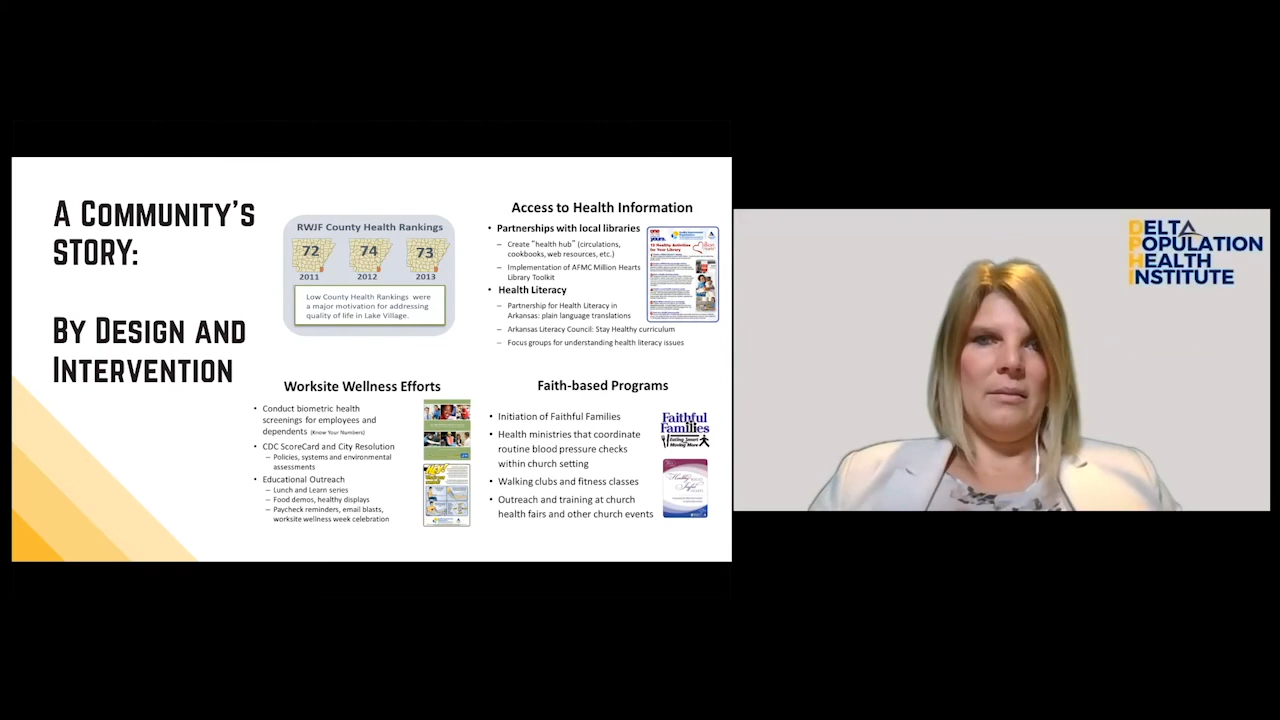 A COMMUNITY'S
STORY:
BY DESIGN AND
INTERVENTION
RWJF County Health Rankings
72
74
73
2011
2012
2013
Low County Health Rankings were
a major motivation for addressing
quality of life in Lake Village.
Access to Health Information
• Partnerships with local libraries
– Create "health hub" (circulations,
cookbooks, web resources, etc.)
– Implementation of AFMC Million Hearts
Library Toolkit
• Health Literacy
– Partnership for Health Literacy in
Arkansas: plain language translations
– Arkansas Literacy Council: Stay Healthy curriculum
– Focus groups for understanding health literacy issues
Worksite Wellness Efforts
• Conduct biometric health
screenings for employees and
dependents (Know Your Numbers)
• CDC ScoreCard and City Resolution
– Policies, systems and environmental
assessments
• Educational Outreach
– Lunch and Learn series
– Food demos, healthy displays
– Paycheck reminders, email blasts,
worksite wellness week celebration
Faith-based Programs
• Initiation of Faithful Families
• Health ministries that coordinate
routine blood pressure checks
within church setting
• Walking clubs and fitness classes
• Outreach and training at church
health fairs and other church events
Faithful
Families
Eating Smart
Moving More
DELTA
POPULATION
HEALTH
INSTITUTE